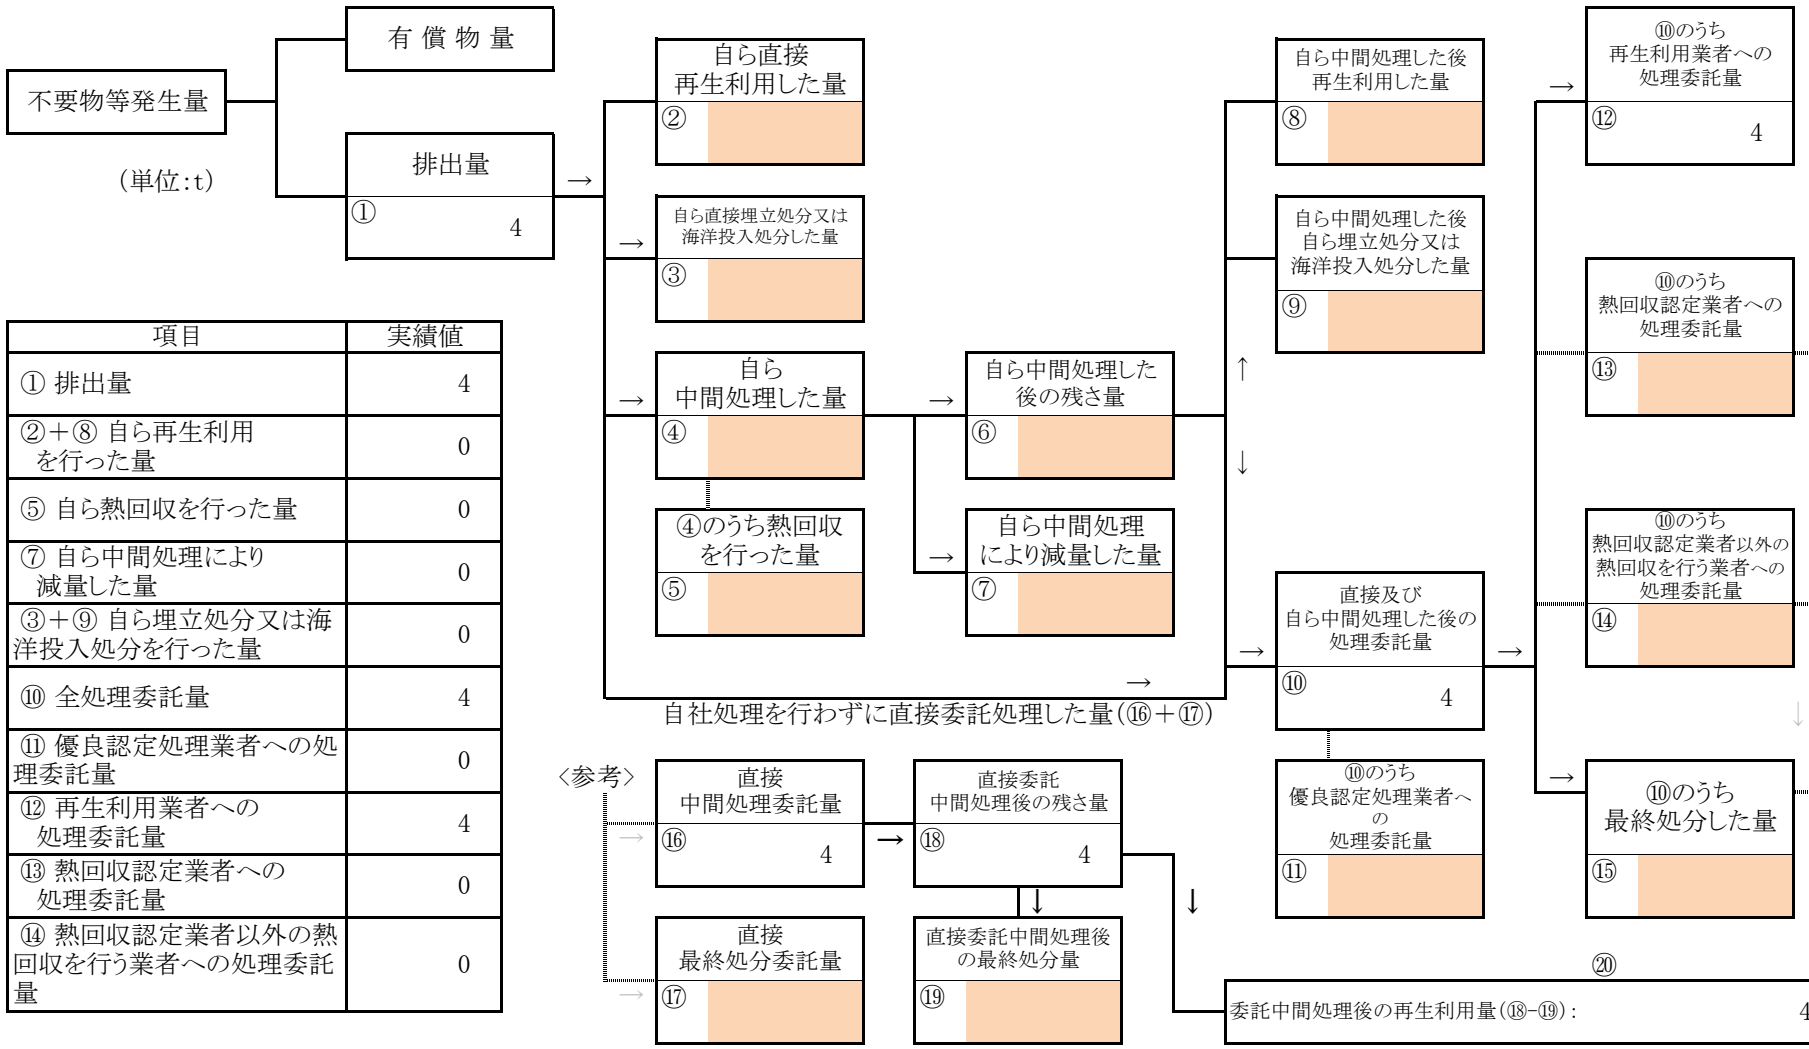 不要物等発生量
(単位:t)
有 償 物 量
排出量
①
4
→
自ら直接
再生利用した量
②
→
自ら直接埋立処分又は
海洋投入処分した量
③
→
自ら
中間処理した量
④
④のうち熱回収
を行った量
⑤
→
自ら中間処理した
後の残さ量
⑥
→
自ら中間処理
により減量した量
⑦
自ら中間処理した後
再生利用した量
⑧
自ら中間処理した後
自ら埋立処分又は
海洋投入処分した量
⑨
↑
↓
→
直接及び
自ら中間処理した後の
処理委託量
⑩
4
→
⑩のうち
優良認定処理業者へ
の
処理委託量
⑪
→
⑩のうち
再生利用業者への
処理委託量
⑫
4
⑩のうち
熱回収認定業者への
処理委託量
⑬
⑩のうち
熱回収認定業者以外の
熱回収を行う業者への
処理委託量
⑭
↓
→
⑩のうち
最終処分した量
⑮
→
自社処理を行わずに直接委託処理した量(⑯+⑰)
項目 実績値
① 排出量 4
②+⑧ 自ら再生利用
を行った量 0
⑤ 自ら熱回収を行った量 0
⑦ 自ら中間処理により
減量した量 0
③+⑨ 自ら埋立処分又は海
洋投入処分を行った量 0
⑩ 全処理委託量 4
⑪ 優良認定処理業者への処
理委託量 0
⑫ 再生利用業者への
処理委託量 4
⑬ 熱回収認定業者への
処理委託量 0
⑭ 熱回収認定業者以外の熱
回収を行う業者への処理委託
量 0
〈参考〉
→
直接
中間処理委託量
⑯
4
→
直接委託
中間処理後の残さ量
⑱
4
↓
↓
→
直接
最終処分委託量
⑰
直接委託中間処理後
の最終処分量
⑲
⑳
委託中間処理後の再生利用量(⑱-⑲): 4